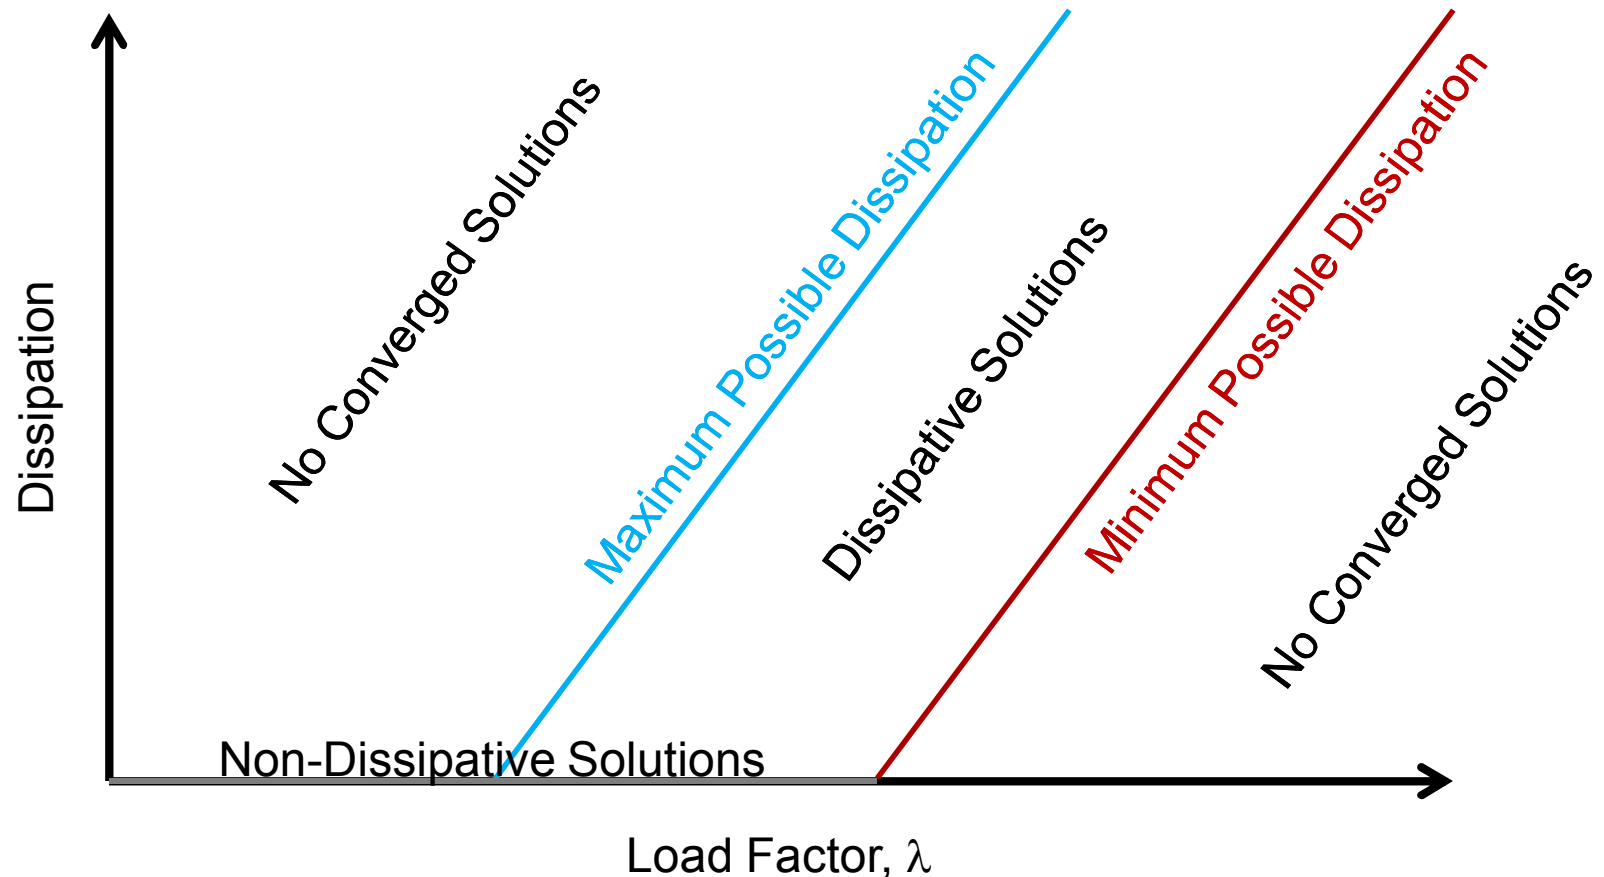 No Converged Solutions
Maximum Possible Dissipation
Dissipative Solutions
Minimum Possible Dissipation
No Converged Solutions
Dissipation
Non-Dissipative Solutions
Load Factor, λ